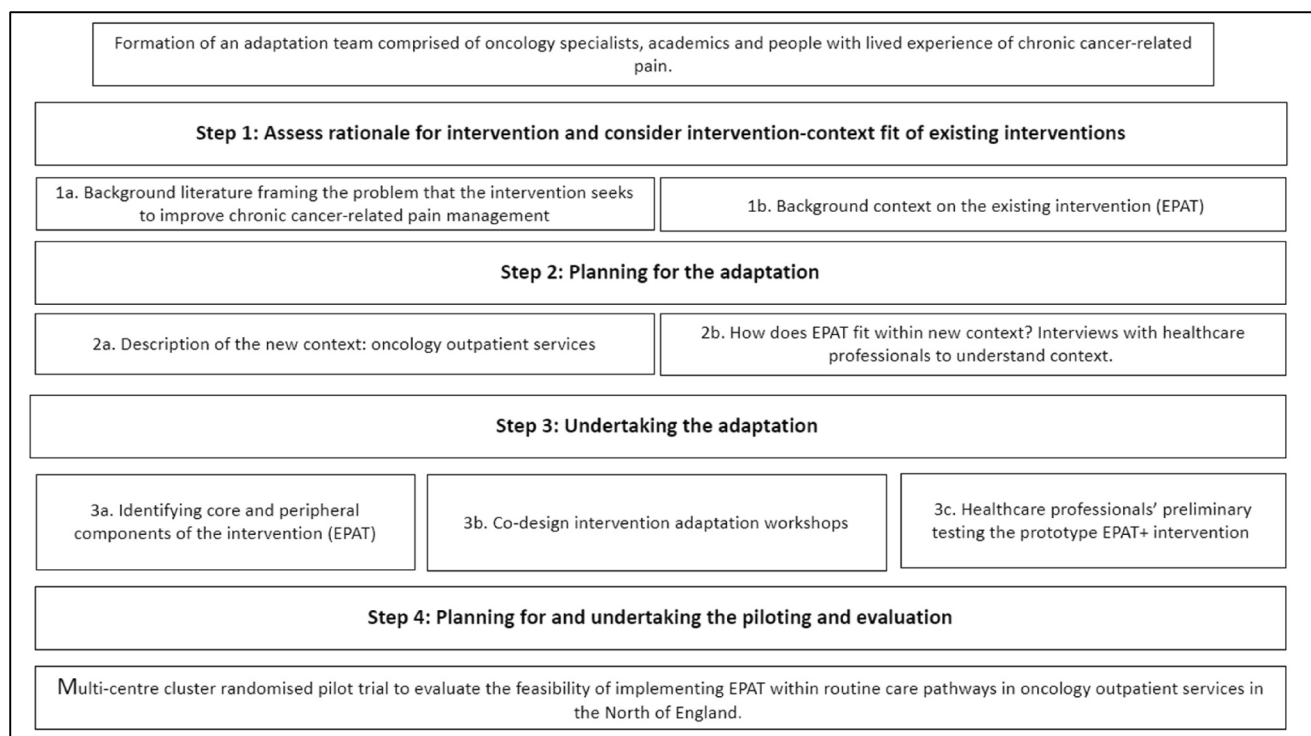 Formation of an adaptation team comprised of oncology specialists, academics and people with lived experience of chronic cancer-related
pain.
Step 1: Assess rationale for intervention and consider intervention-context fit of existing interventions
1a. Background literature framing the problem that the intervention seeks
to improve chronic cancer-related pain management
1b. Background context on the existing intervention (EPAT)
Step 2: Planning for the adaptation
2a. Description of the new context: oncology outpatient services
2b. How does EPAT fit within new context? Interviews with healthcare
professionals to understand context.
Step 3: Undertaking the adaptation
3a. Identifying core and peripheral
components of the intervention (EPAT)
3b. Co-design intervention adaptation workshops
3c. Healthcare professionals’ preliminary
testing the prototype EPAT+ intervention
Step 4: Planning for and undertaking the piloting and evaluation
Multi-centre cluster randomised pilot trial to evaluate the feasibility of implementing EPAT within routine care pathways in oncology outpatient services in
the North of England.